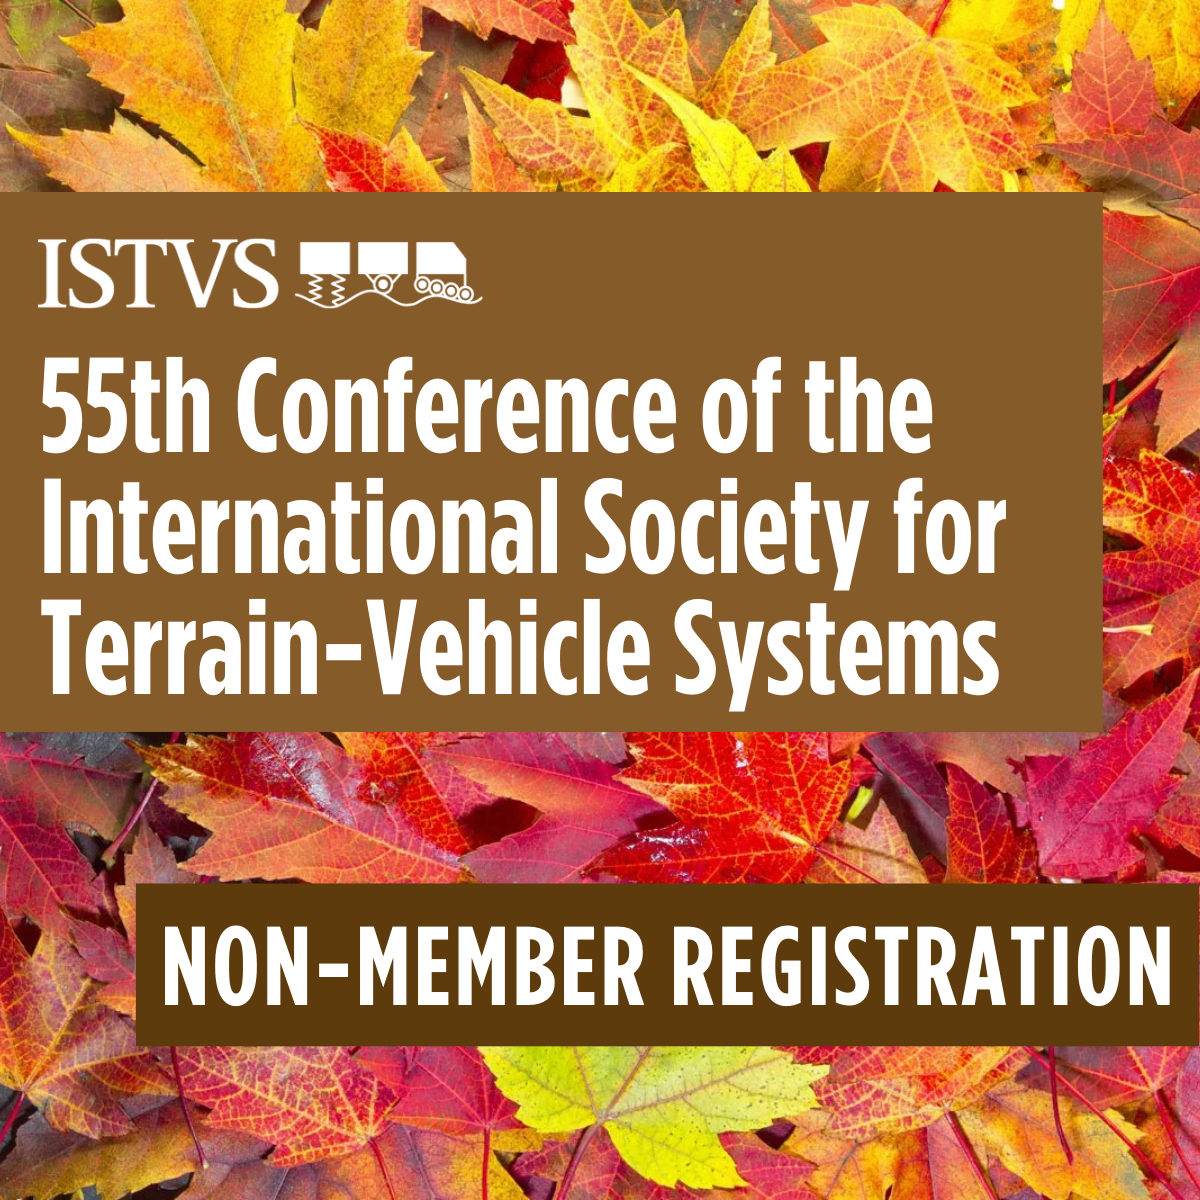 ISTVS
55th Conference of the
International Society for
Terrain-Vehicle Systems
NON-MEMBER REGISTRATION